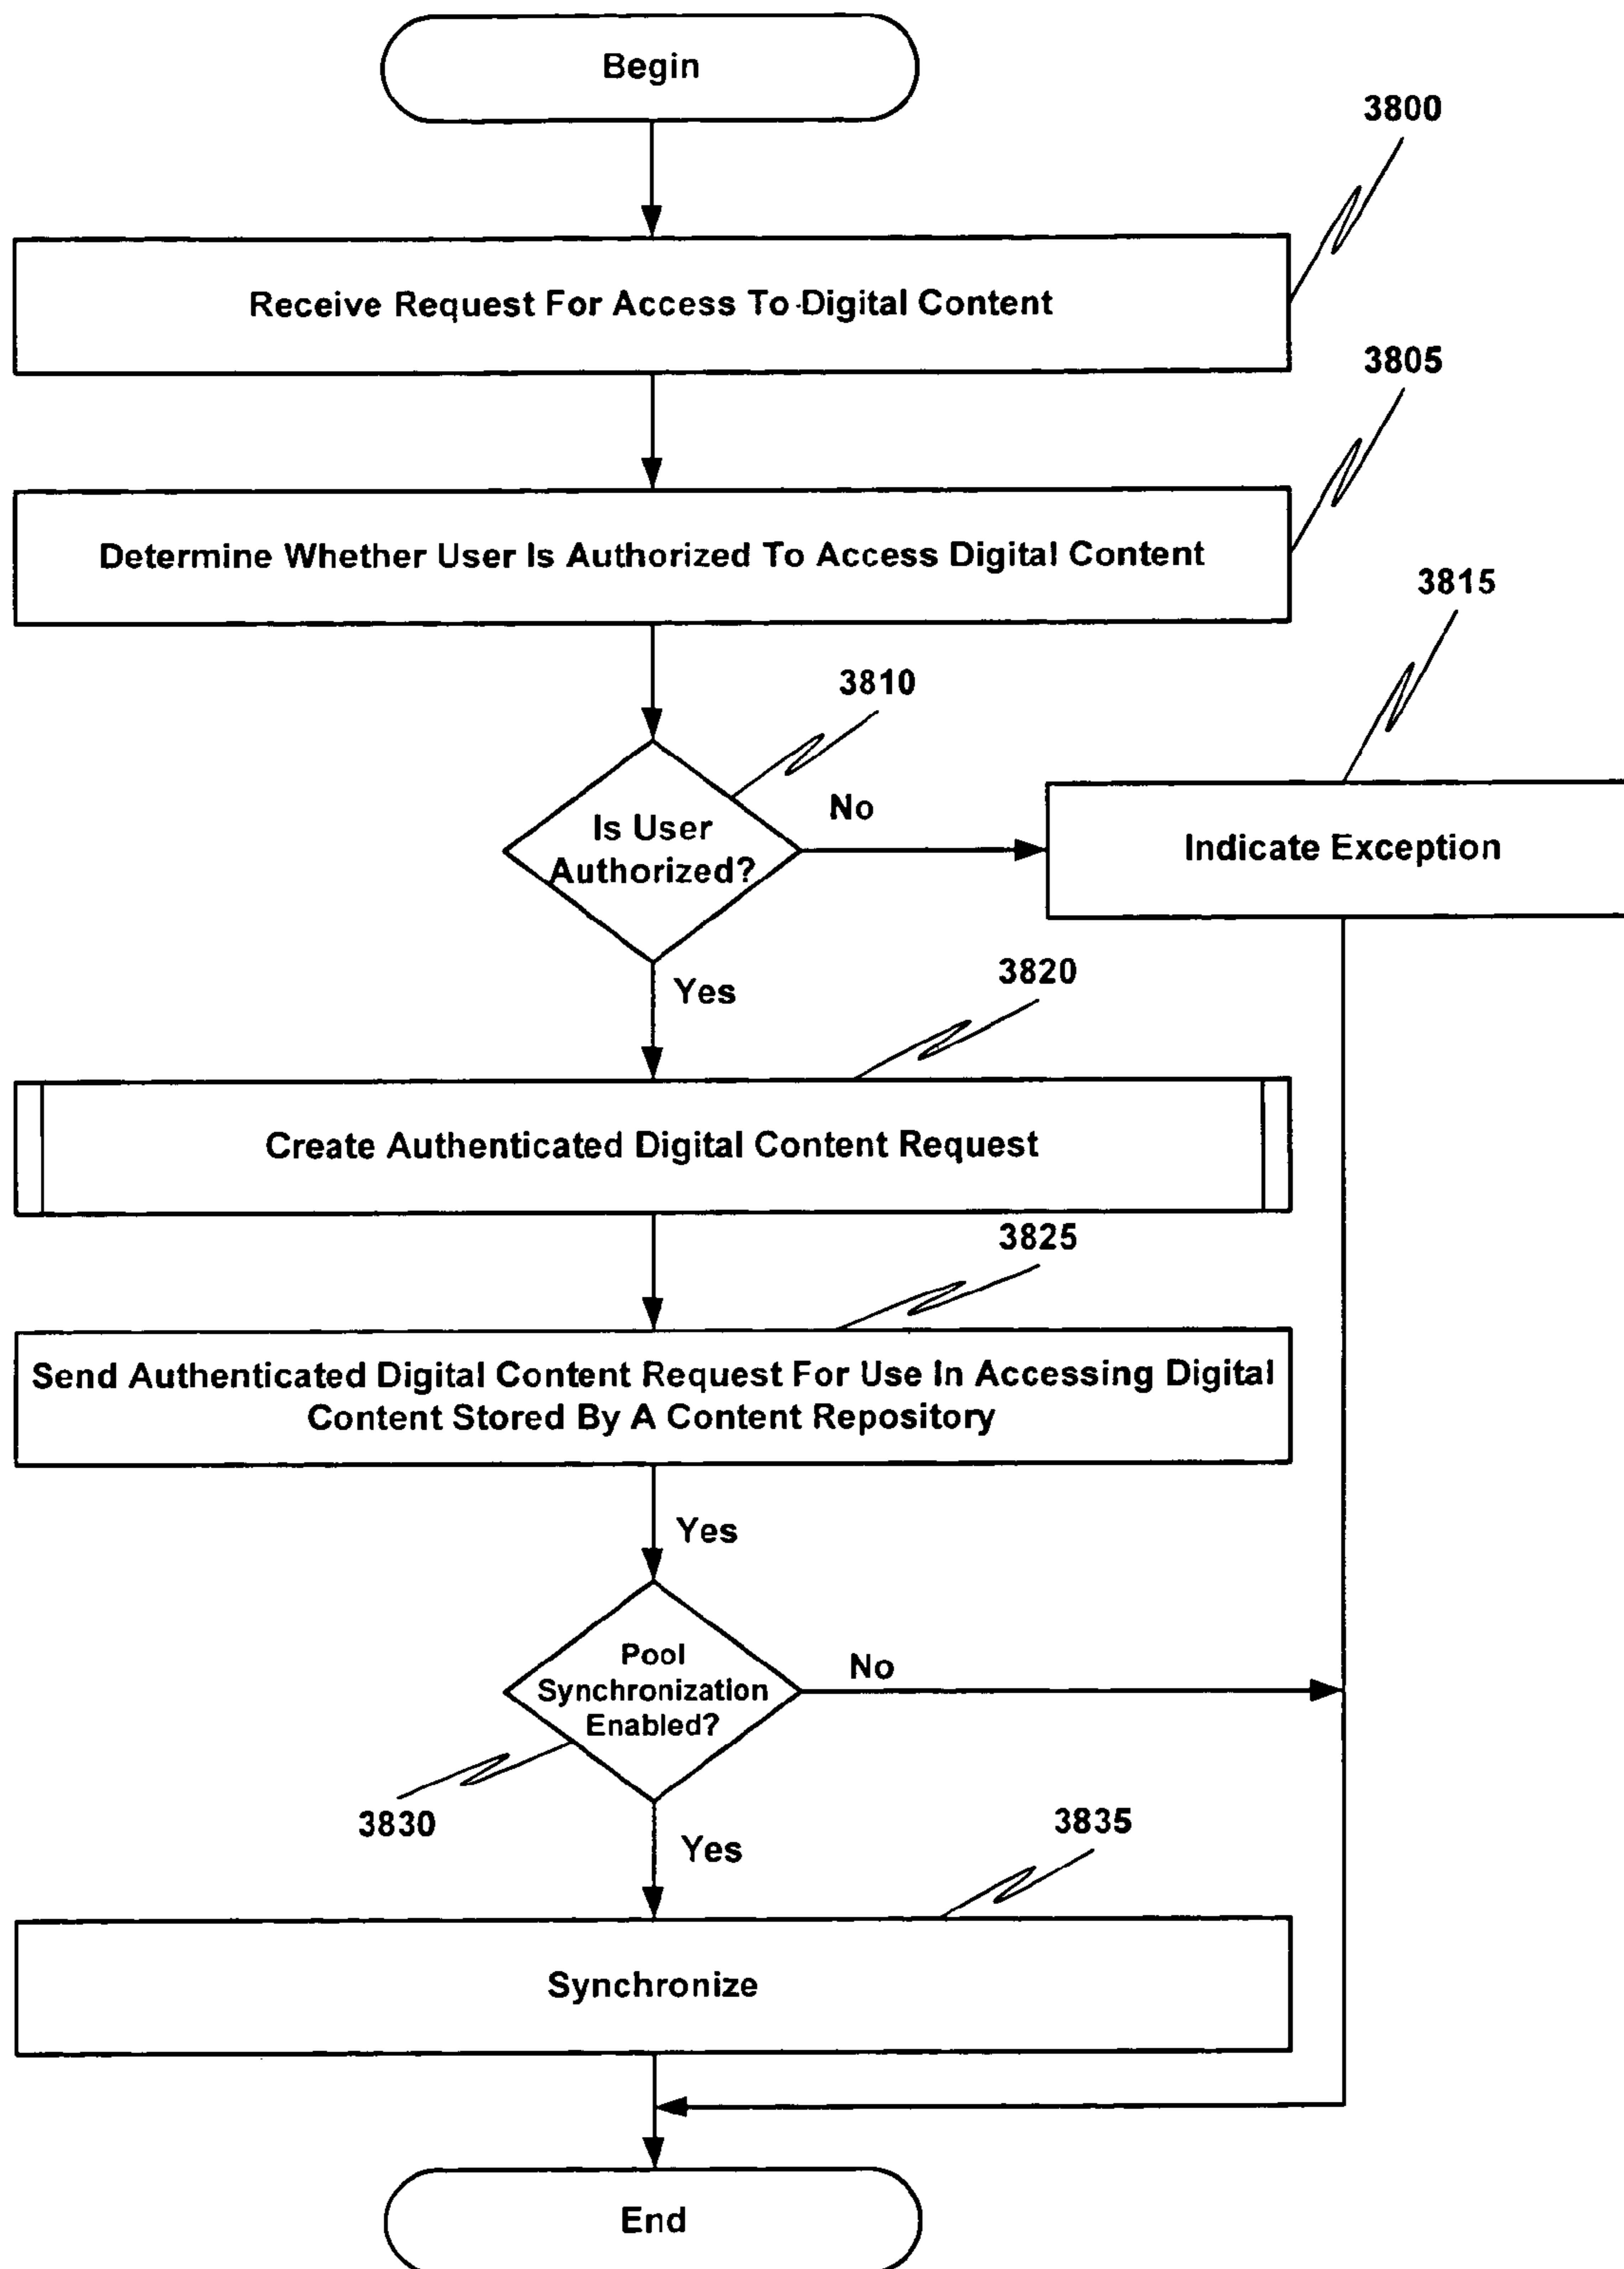 Begin
3800
Receive Request For Access To Digital Content
3805
Determine Whether User Is Authorized To Access Digital Content
3815
3810
No
Is User
Authorized?
Indicate Exception
Yes
3820
Create Authenticated Digital Content Request
3825
Send Authenticated Digital Content Request For Use In Accessing Digital
Content Stored By A Content Repository
Yes
Pool
Synchronization
Enabled?
No
3830
3835
Yes
Synchronize
End